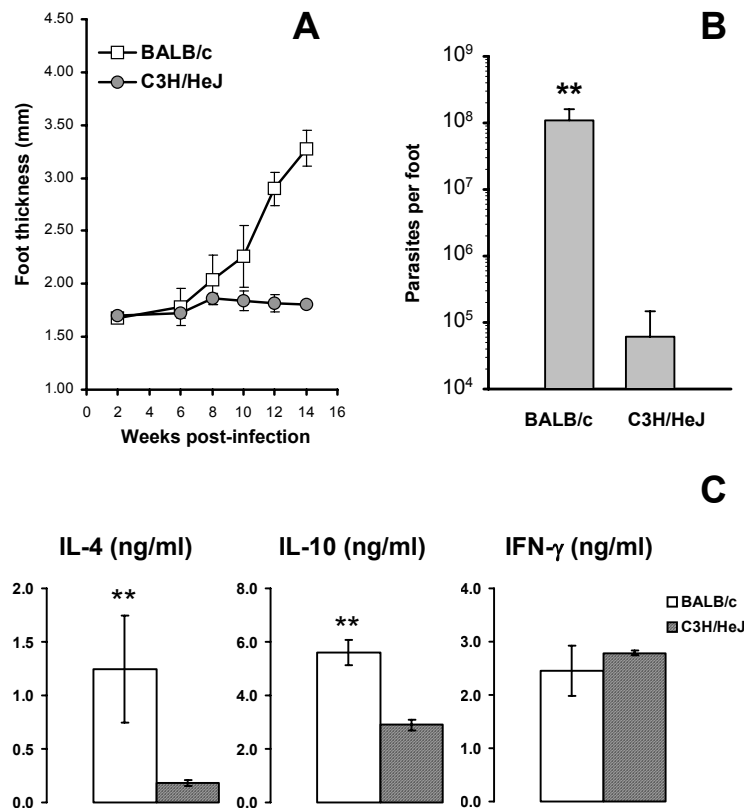 A
BALB/c
C3H/HeJ
Foot thickness (mm)
4.50
4.00
3.50
3.00
2.50
2.00
1.50
1.00
0 2 4 6 8 10 12 14 16
Weeks post-infection
B
Parasites per foot
10⁹
10⁸
10⁷
10⁶
10⁵
10⁴
**
BALB/c C3H/HeJ
C
IL-4 (ng/ml)
2.0
1.5
1.0
0.5
0.0
**
IL-10 (ng/ml)
8.0
6.0
4.0
2.0
0.0
**
IFN-γ (ng/ml)
4.0
3.0
2.0
1.0
0.0
BALB/c
C3H/HeJ